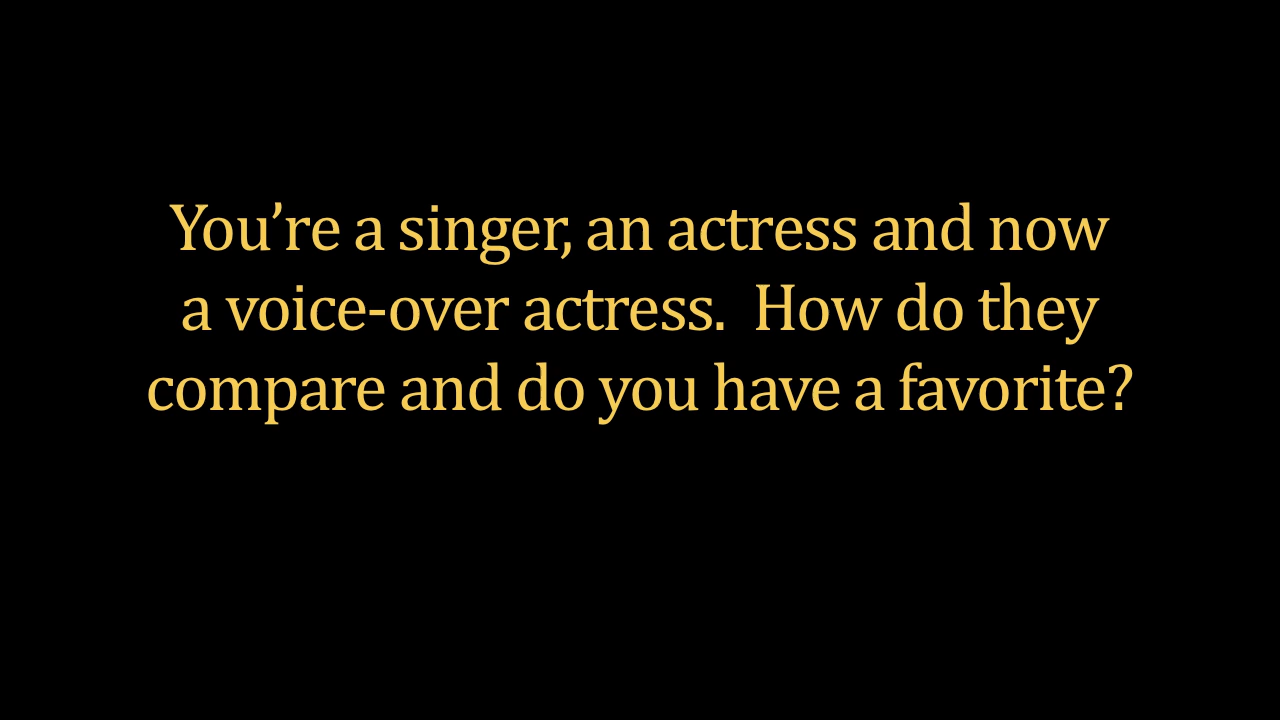 You’re a singer, an actress and now
a voice-over actress.  How do they
compare and do you have a favorite?